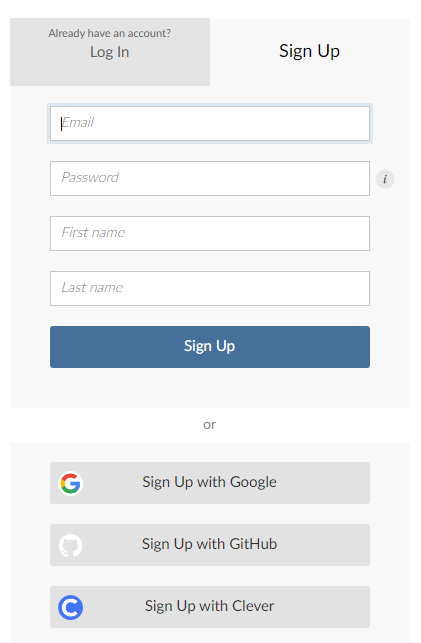 Already have an account?
Log In
Sign Up
Email
Password
i
First name
Last name
Sign Up
or
Sign Up with Google
Sign Up with GitHub
Sign Up with Clever